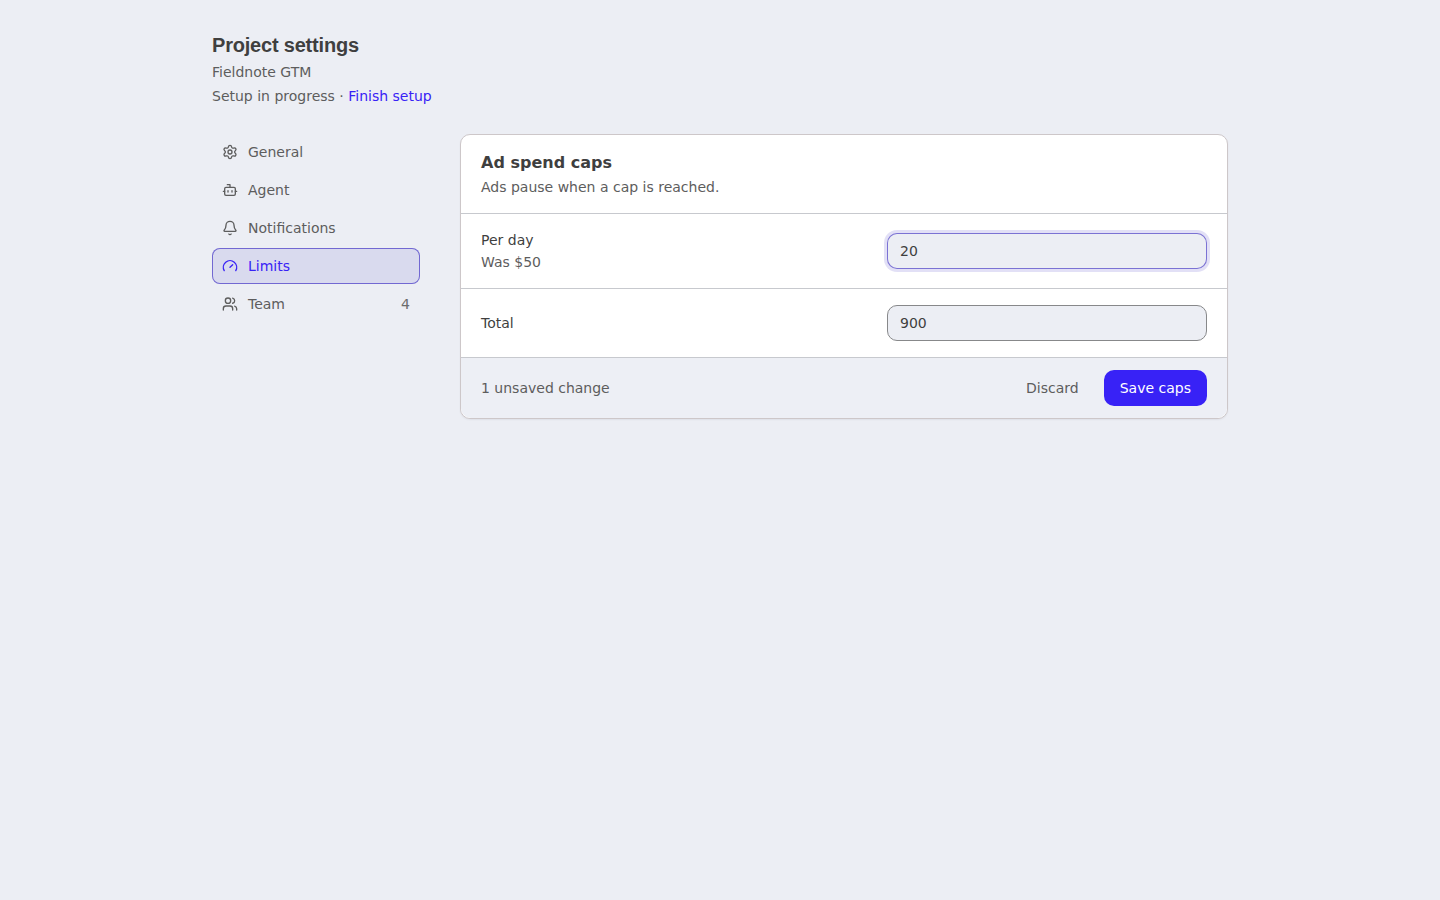 Project settings
Fieldnote GTM
Setup in progress · Finish setup
General
Agent
Notifications
Limits
Team 4
Ad spend caps
Ads pause when a cap is reached.
Per day
Was $50
20
Total
900
1 unsaved change
Discard
Save caps